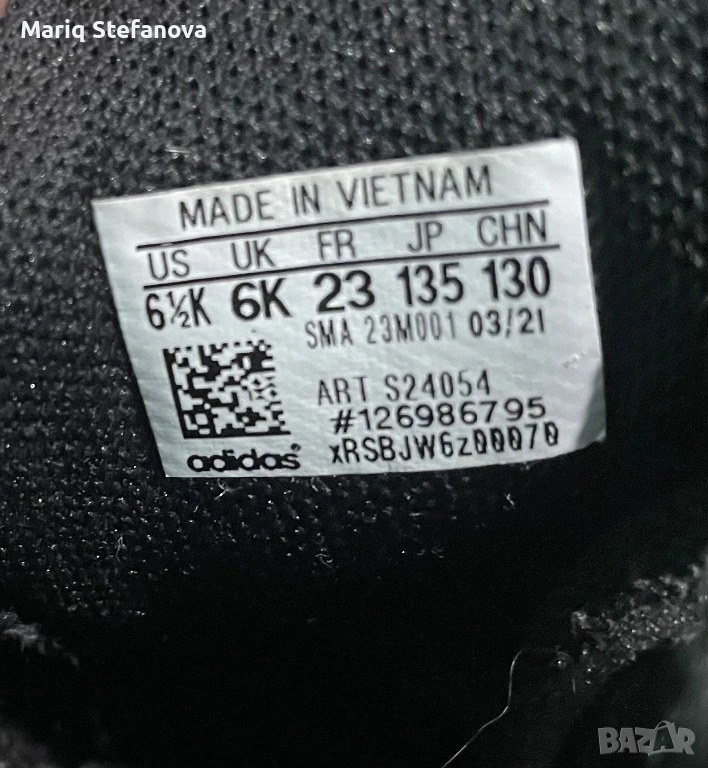 Mariq Stefanova
MADE IN VIETNAM
US UK FR JP CHN
6½K 6K 23 135 130
SMA 23M001 03/21
ART S24054
#126986795
adidas® xRSBJW6z00070
BAZAR